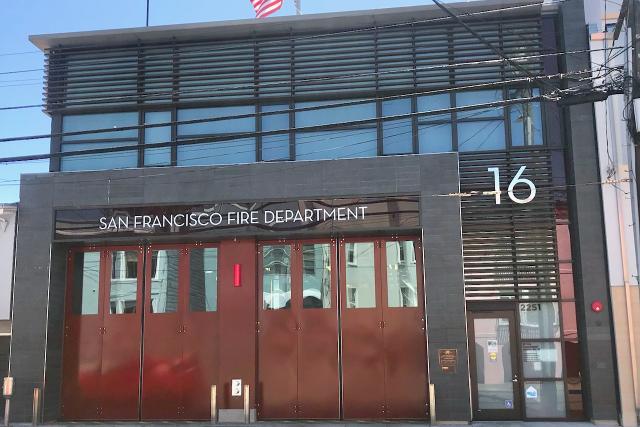 16
SAN FRANCISCO FIRE DEPARTMENT
2251